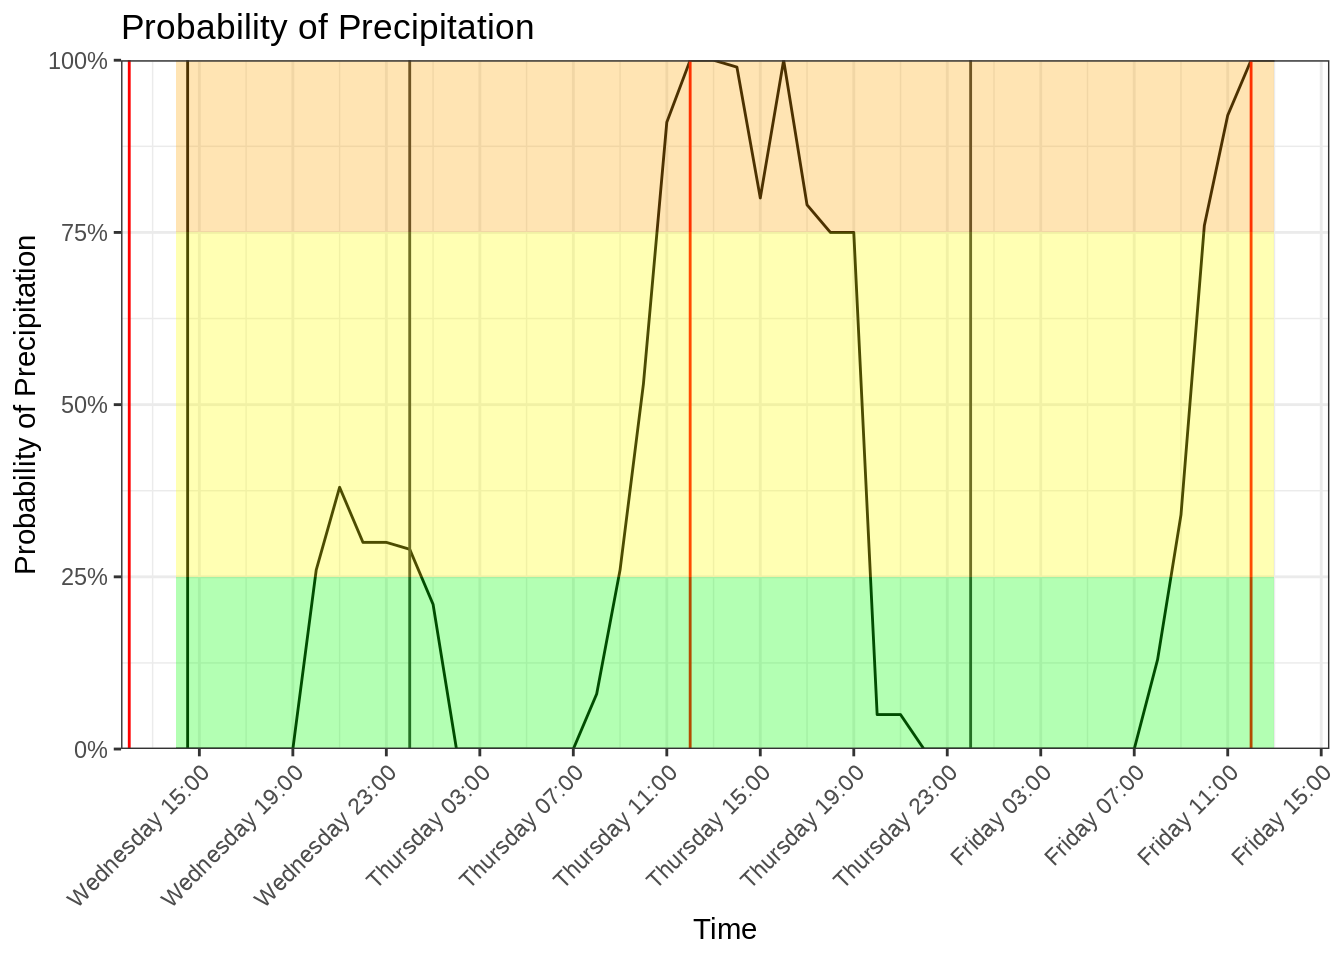 Probability of Precipitation
100%
75%
50%
25%
0%
Probability of Precipitation
Wednesday 15:00
Wednesday 19:00
Wednesday 23:00
Thursday 03:00
Thursday 07:00
Thursday 11:00
Thursday 15:00
Thursday 19:00
Thursday 23:00
Friday 03:00
Friday 07:00
Friday 11:00
Friday 15:00
Time